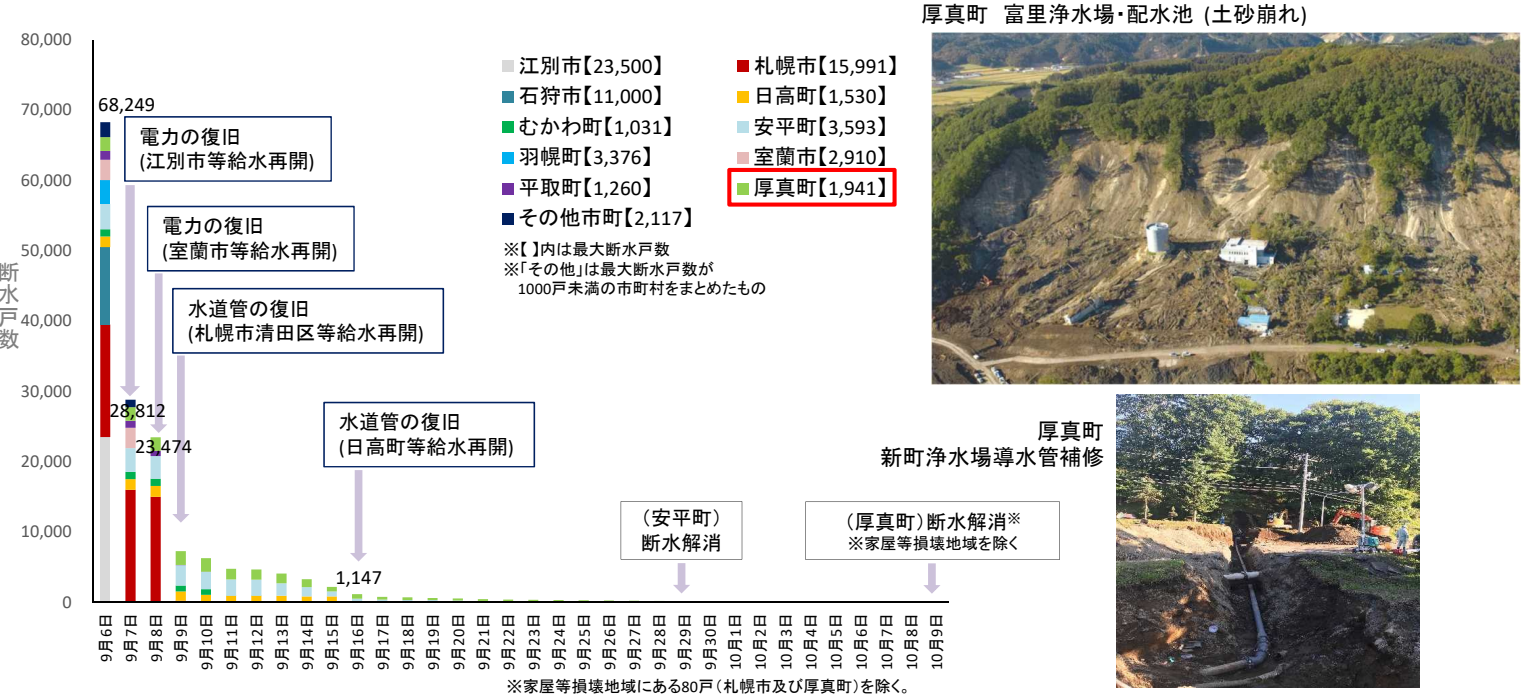 厚真町 富里浄水場・配水池 (土砂崩れ)
80,000
70,000
60,000
50,000
40,000
30,000
20,000
10,000
0
断水戸数
68,249
28,812
23,474
1,147
電力の復旧
(江別市等給水再開)
電力の復旧
(室蘭市等給水再開)
水道管の復旧
(札幌市清田区等給水再開)
水道管の復旧
(日高町等給水再開)
(安平町)
断水解消
(厚真町)断水解消※
※家屋等損壊地域を除く
江別市【23,500】
札幌市【15,991】
石狩市【11,000】
日高町【1,530】
むかわ町【1,031】
安平町【3,593】
羽幌町【3,376】
室蘭市【2,910】
平取町【1,260】
厚真町【1,941】
その他市町【2,117】
※【 】内は最大断水戸数
※「その他」は最大断水戸数が
1000戸未満の市町村をまとめたもの
厚真町
新町浄水場導水管補修
9月6日
9月7日
9月8日
9月9日
9月10日
9月11日
9月12日
9月13日
9月14日
9月15日
9月16日
9月17日
9月18日
9月19日
9月20日
9月21日
9月22日
9月23日
9月24日
9月25日
9月26日
9月27日
9月28日
9月29日
9月30日
10月1日
10月2日
10月3日
10月4日
10月5日
10月6日
10月7日
10月8日
10月9日
※家屋等損壊地域にある80戸(札幌市及び厚真町)を除く。